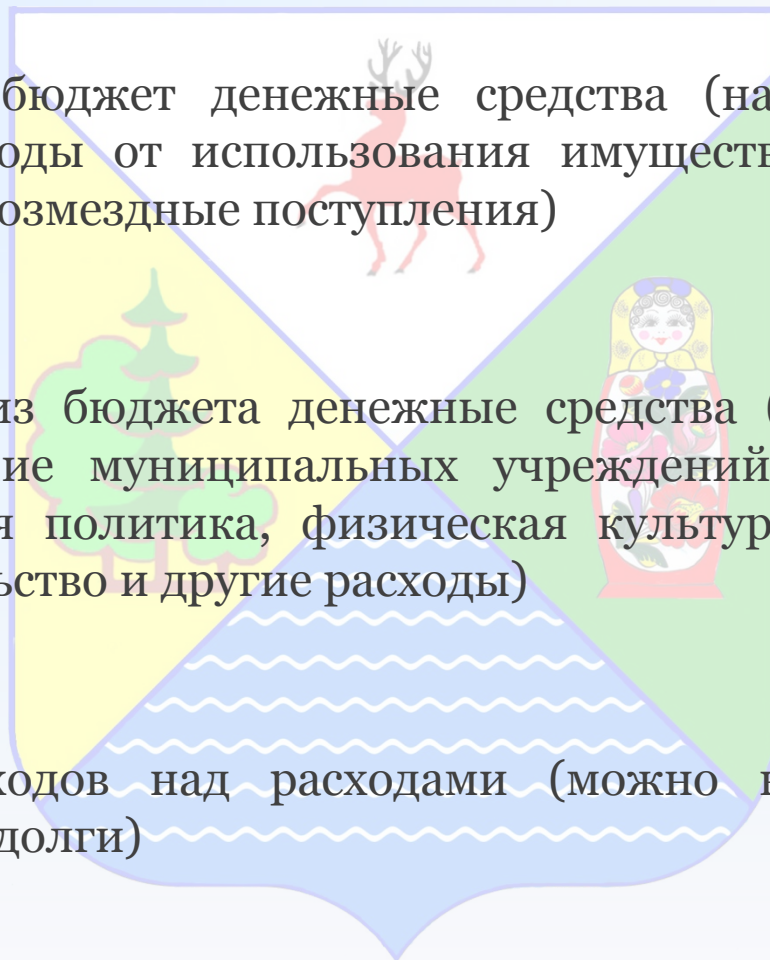 бюджет денежные средства (на
оды от использования имуществ
озмездные поступления)
из бюджета денежные средства (
ие муниципальных учреждений
я политика, физическая культур
ьство и другие расходы)
ходов над расходами (можно
долги)